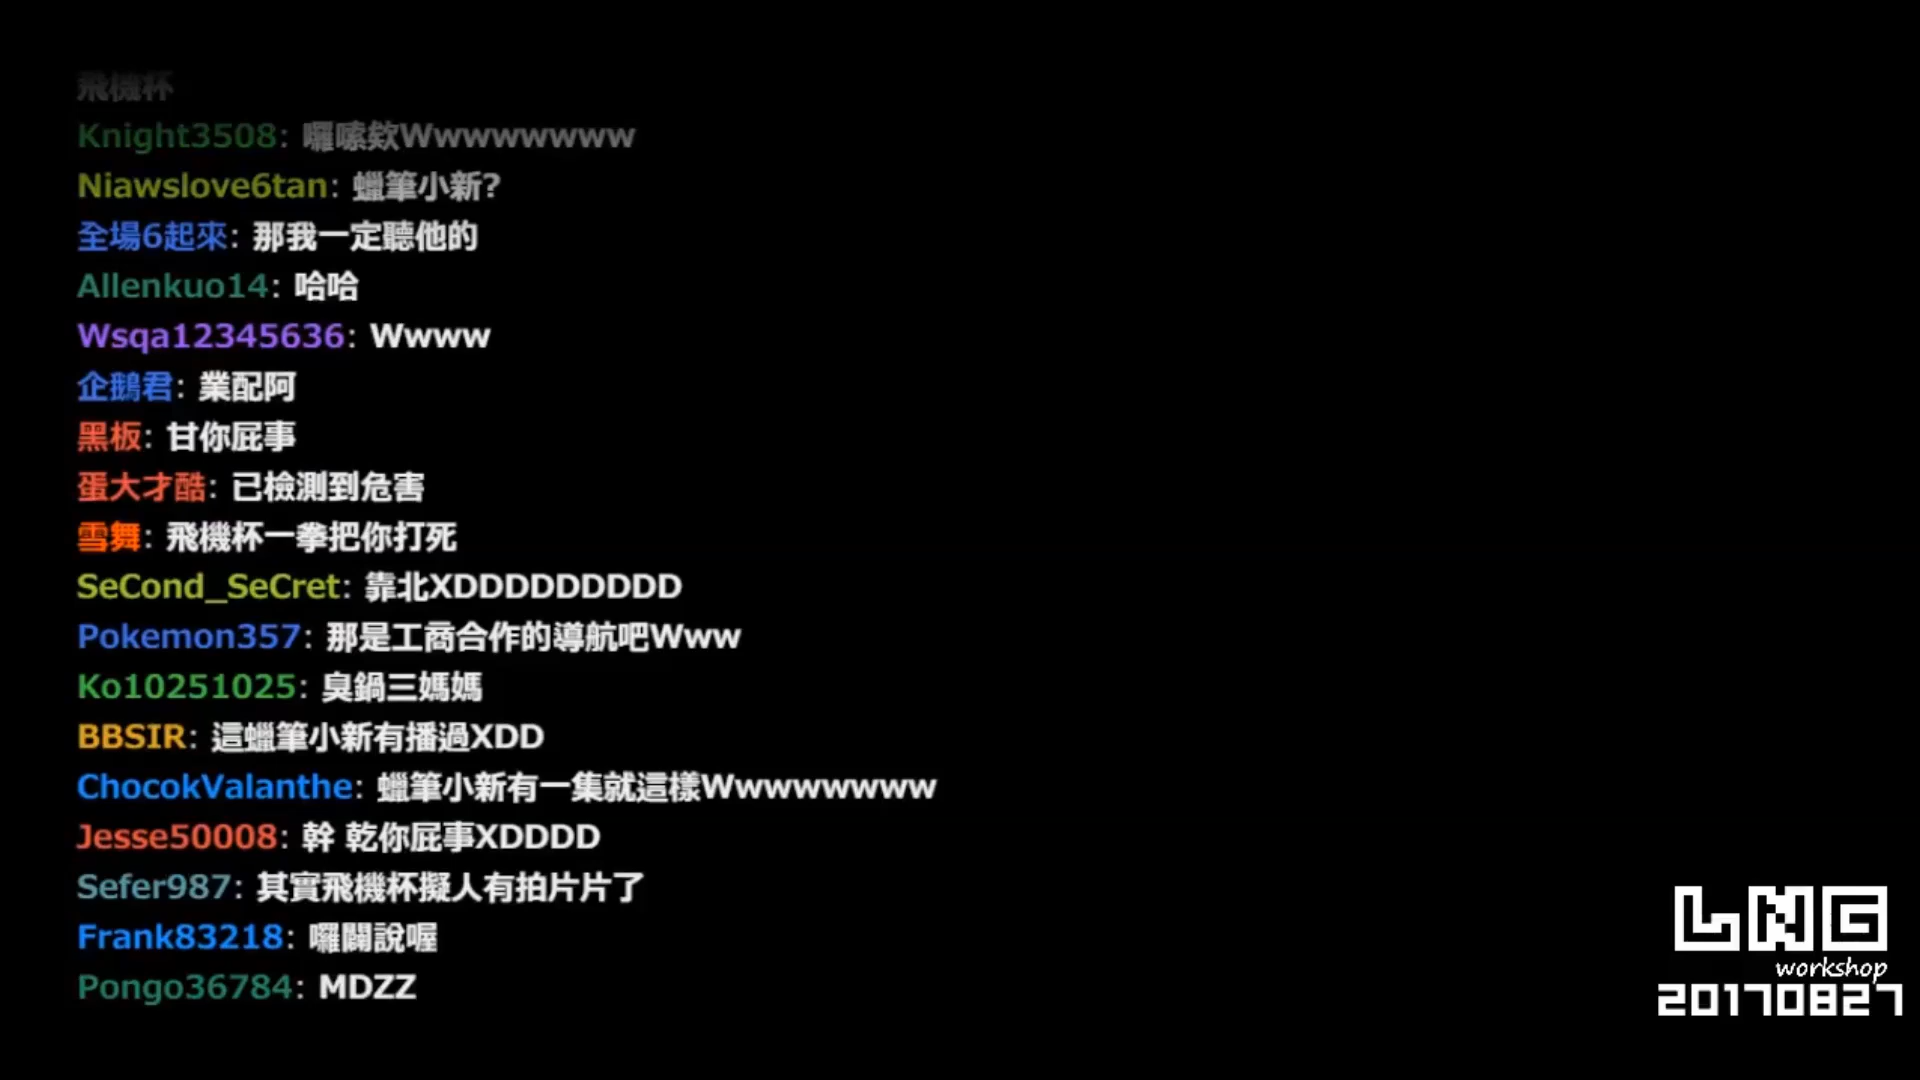 飛機杯
Knight3508: 囉嗦欸Wwwwwwww
Niawslove6tan: 蠟筆小新?
全場6起來: 那我一定聽他的
Allenkuo14: 哈哈
Wsqa12345636: Wwww
企鵝君: 業配阿
黑板: 甘你屁事
蛋大才酷: 已檢測到危害
雪舞: 飛機杯一拳把你打死
SeCond_SeCret: 靠北XDDDDDDDDD
Pokemon357: 那是工商合作的導航吧Www
Ko10251025: 臭鍋三媽媽
BBSIR: 這蠟筆小新有播過XDD
ChocokValanthe: 蠟筆小新有一集就這樣Wwwwwwww
Jesse50008: 幹 乾你屁事XDDDD
Sefer987: 其實飛機杯擬人有拍片片了
Frank83218: 囉闢說喔
Pongo36784: MDZZ
LNG
workshop
20170827